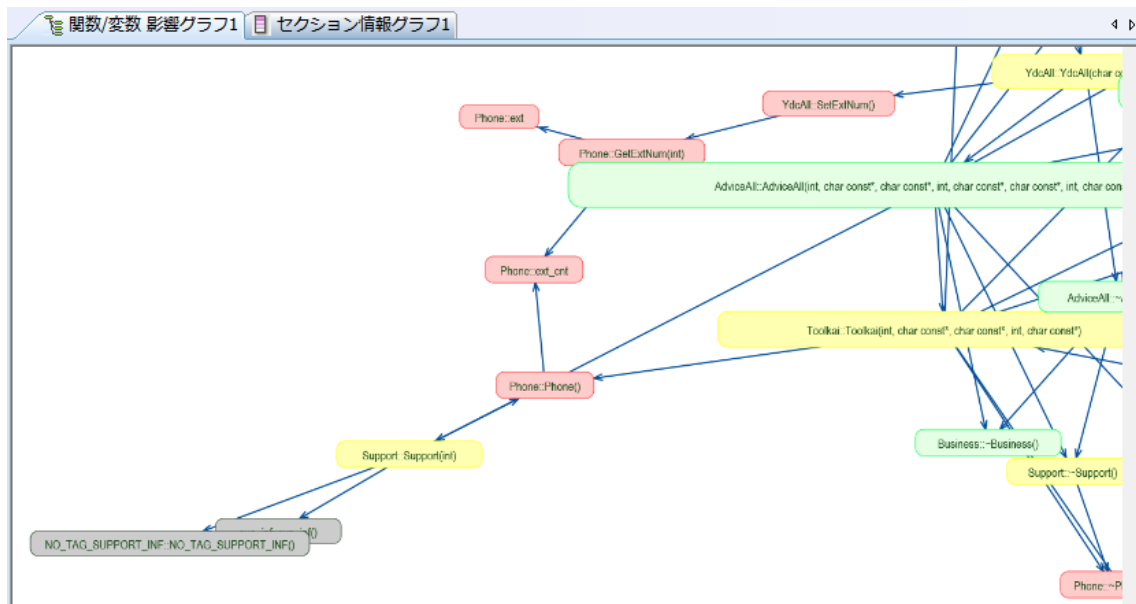 関数/変数 影響グラフ1
セクション情報グラフ1
YdcAll::YdcAll(char
YdcAll::SetExtNum()
Phone::ext
Phone::GetExtNum(int)
AdviceAll::AdviceAll(int, char const*, char const*, int, char const*, char const*, int, char
Phone::ext_cnt
AdviceAll::~
Toolkai::Toolkai(int, char const*, char const*, int, char const*)
Phone::Phone()
Business::~Business()
Support::Support(int)
Support::~Support()
NO_TAG_SUPPORT_INF::NO_TAG_SUPPORT_INF()
Phone::~P